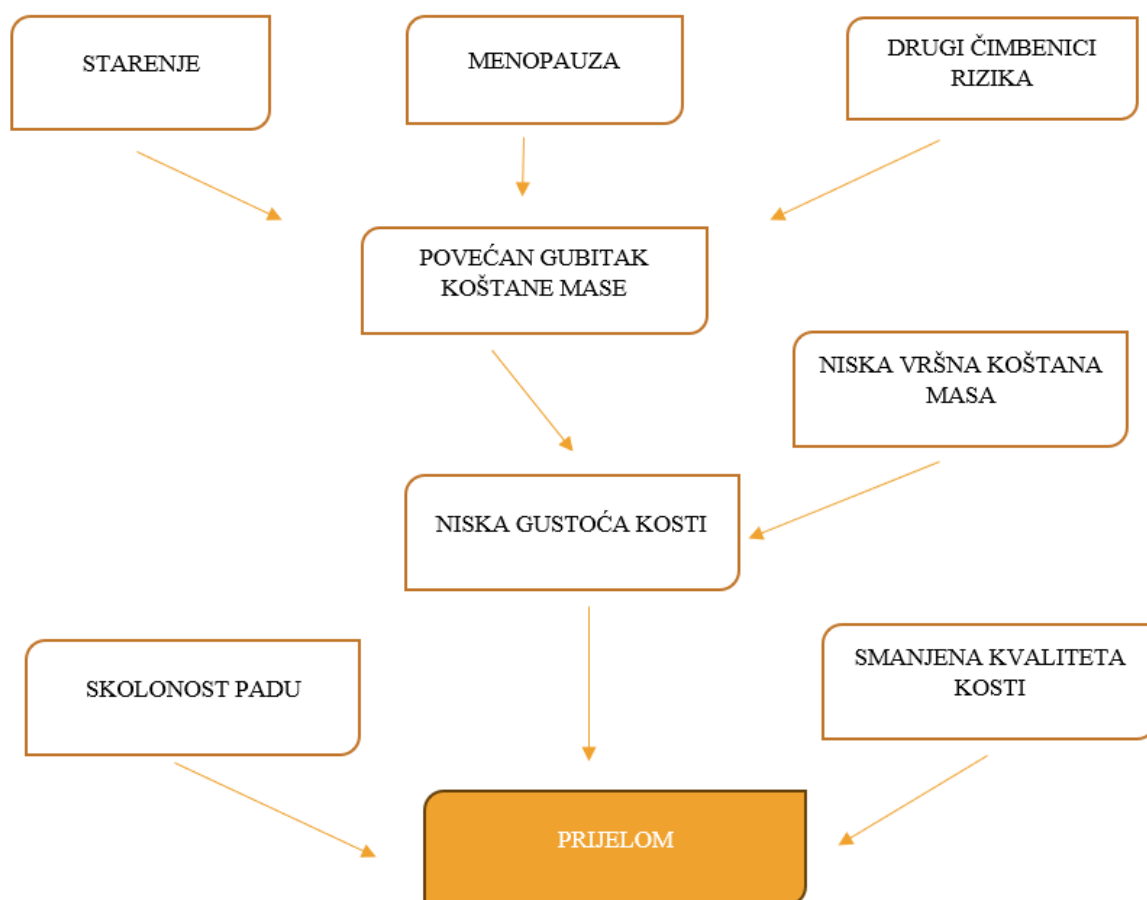 STARENJE
MENOPAUZA
DRUGI ČIMBENICI
RIZIKA
POVEĆAN GUBITAK
KOŠTANE MASE
NISKA VRŠNA KOŠTANA
MASA
NISKA GUSTOĆA KOSTI
SKOLONOST PADU
SMANJENA KVALITETA
KOSTI
PRIJELOM